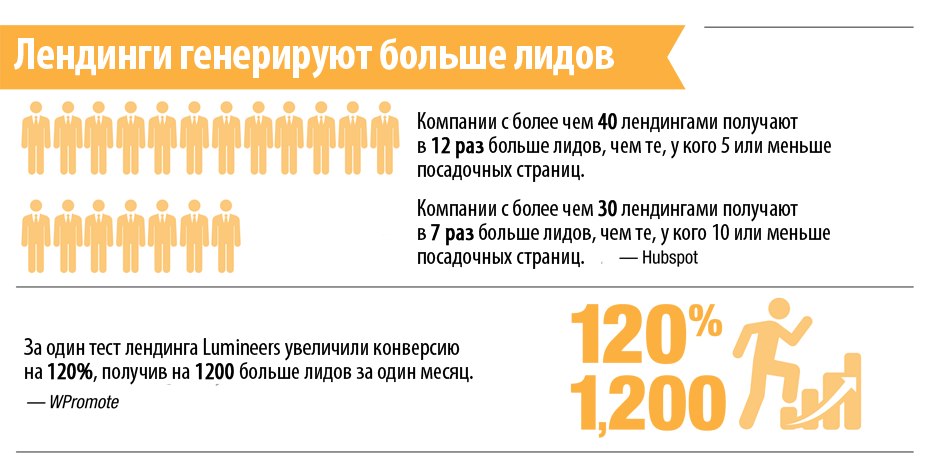 Лендинги генерируют больше лидов
Компании с более чем 40 лендингами получают
в 12 раз больше лидов, чем те, у кого 5 или меньше
посадочных страниц.
Компании с более чем 30 лендингами получают
в 7 раз больше лидов, чем те, у кого 10 или меньше
посадочных страниц. — Hubspot
За один тест лендинга Lumineers увеличили конверсию
на 120%, получив на 1200 больше лидов за один месяц.
— WPromote
120%
1,200